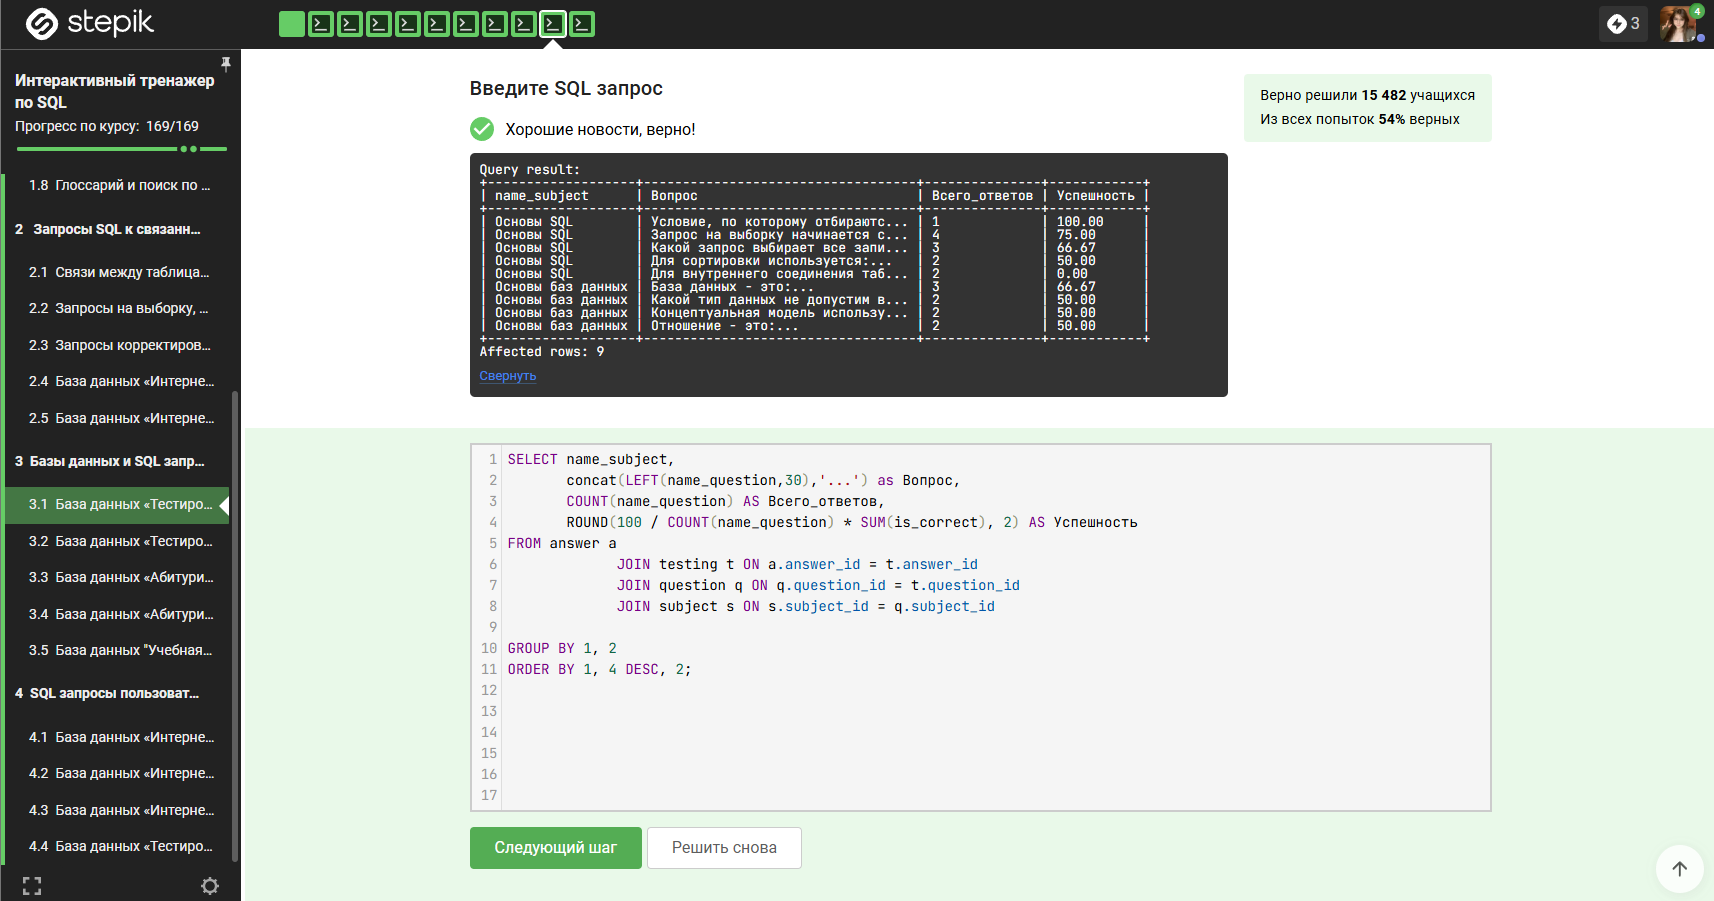 stepik
3
4
Интерактивный тренажер
по SQL
Прогресс по курсу: 169/169
1.8 Глоссарий и поиск по ...
2 Запросы SQL к связанн...
2.1 Связи между таблица...
2.2 Запросы на выборку, ...
2.3 Запросы корректиров...
2.4 База данных «Интерне...
2.5 База данных «Интерне...
3 Базы данных и SQL запр...
3.1 База данных «Тестиро...
3.2 База данных «Тестиро...
3.3 База данных «Абитури...
3.4 База данных «Абитури...
3.5 База данных "Учебная...
4 SQL запросы пользоват...
4.1 База данных «Интерне...
4.2 База данных «Интерне...
4.3 База данных «Интерне...
4.4 База данных «Тестиро...
Введите SQL запрос
Хорошие новости, верно!
Верно решили 15 482 учащихся
Из всех попыток 54% верных
Query result:
+-------------------+-----------------------------------+---------------+------------+
| name_subject | Вопрос | Всего_ответов | Успешность |
+-------------------+-----------------------------------+---------------+------------+
| Основы SQL | Условие, по которому отбираютс... | 1 | 100.00 |
| Основы SQL | Запрос на выборку начинается с... | 4 | 75.00 |
| Основы SQL | Какой запрос выбирает все запи... | 3 | 66.67 |
| Основы SQL | Для сортировки используется:... | 2 | 50.00 |
| Основы SQL | Для внутреннего соединения таб... | 2 | 0.00 |
| Основы баз данных | База данных - это:... | 3 | 66.67 |
| Основы баз данных | Какой тип данных не допустим в... | 2 | 50.00 |
| Основы баз данных | Концептуальная модель использу... | 2 | 50.00 |
| Основы баз данных | Отношение - это:... | 2 | 50.00 |
+-------------------+-----------------------------------+---------------+------------+
Affected rows: 9
Свернуть
1 SELECT name_subject,
2 concat(LEFT(name_question,30),'...') as Вопрос,
3 COUNT(name_question) AS Всего_ответов,
4 ROUND(100 / COUNT(name_question) * SUM(is_correct), 2) AS Успешность
5 FROM answer a
6 JOIN testing t ON a.answer_id = t.answer_id
7 JOIN question q ON q.question_id = t.question_id
8 JOIN subject s ON s.subject_id = q.subject_id
9
10 GROUP BY 1, 2
11 ORDER BY 1, 4 DESC, 2;
12
13
14
15
16
17
Следующий шаг
Решить снова